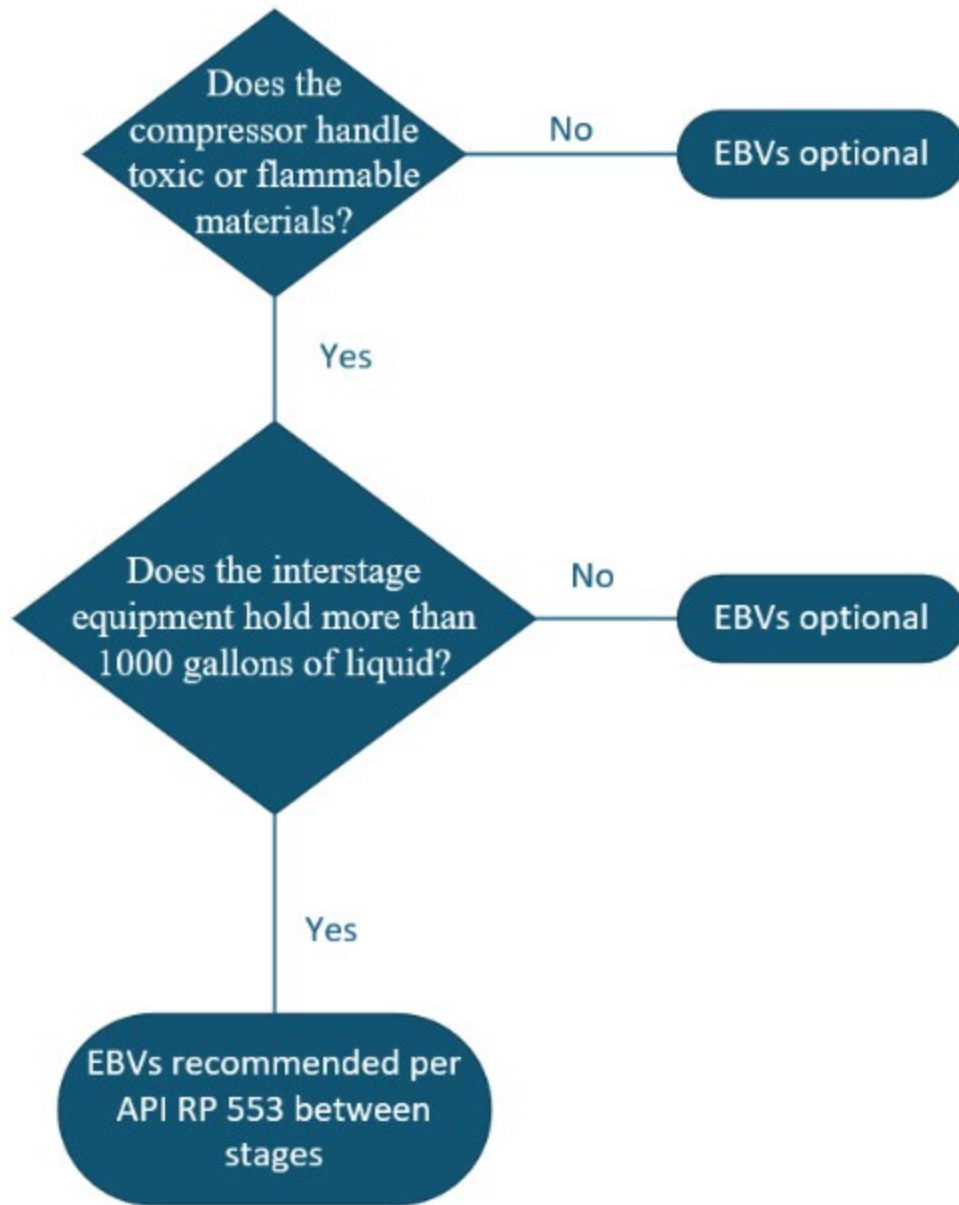 Does the
compressor handle
toxic or flammable
materials?
No
EBVs optional
Yes
Does the interstage
equipment hold more than
1000 gallons of liquid?
No
EBVs optional
Yes
EBVs recommended per
API RP 553 between
stages